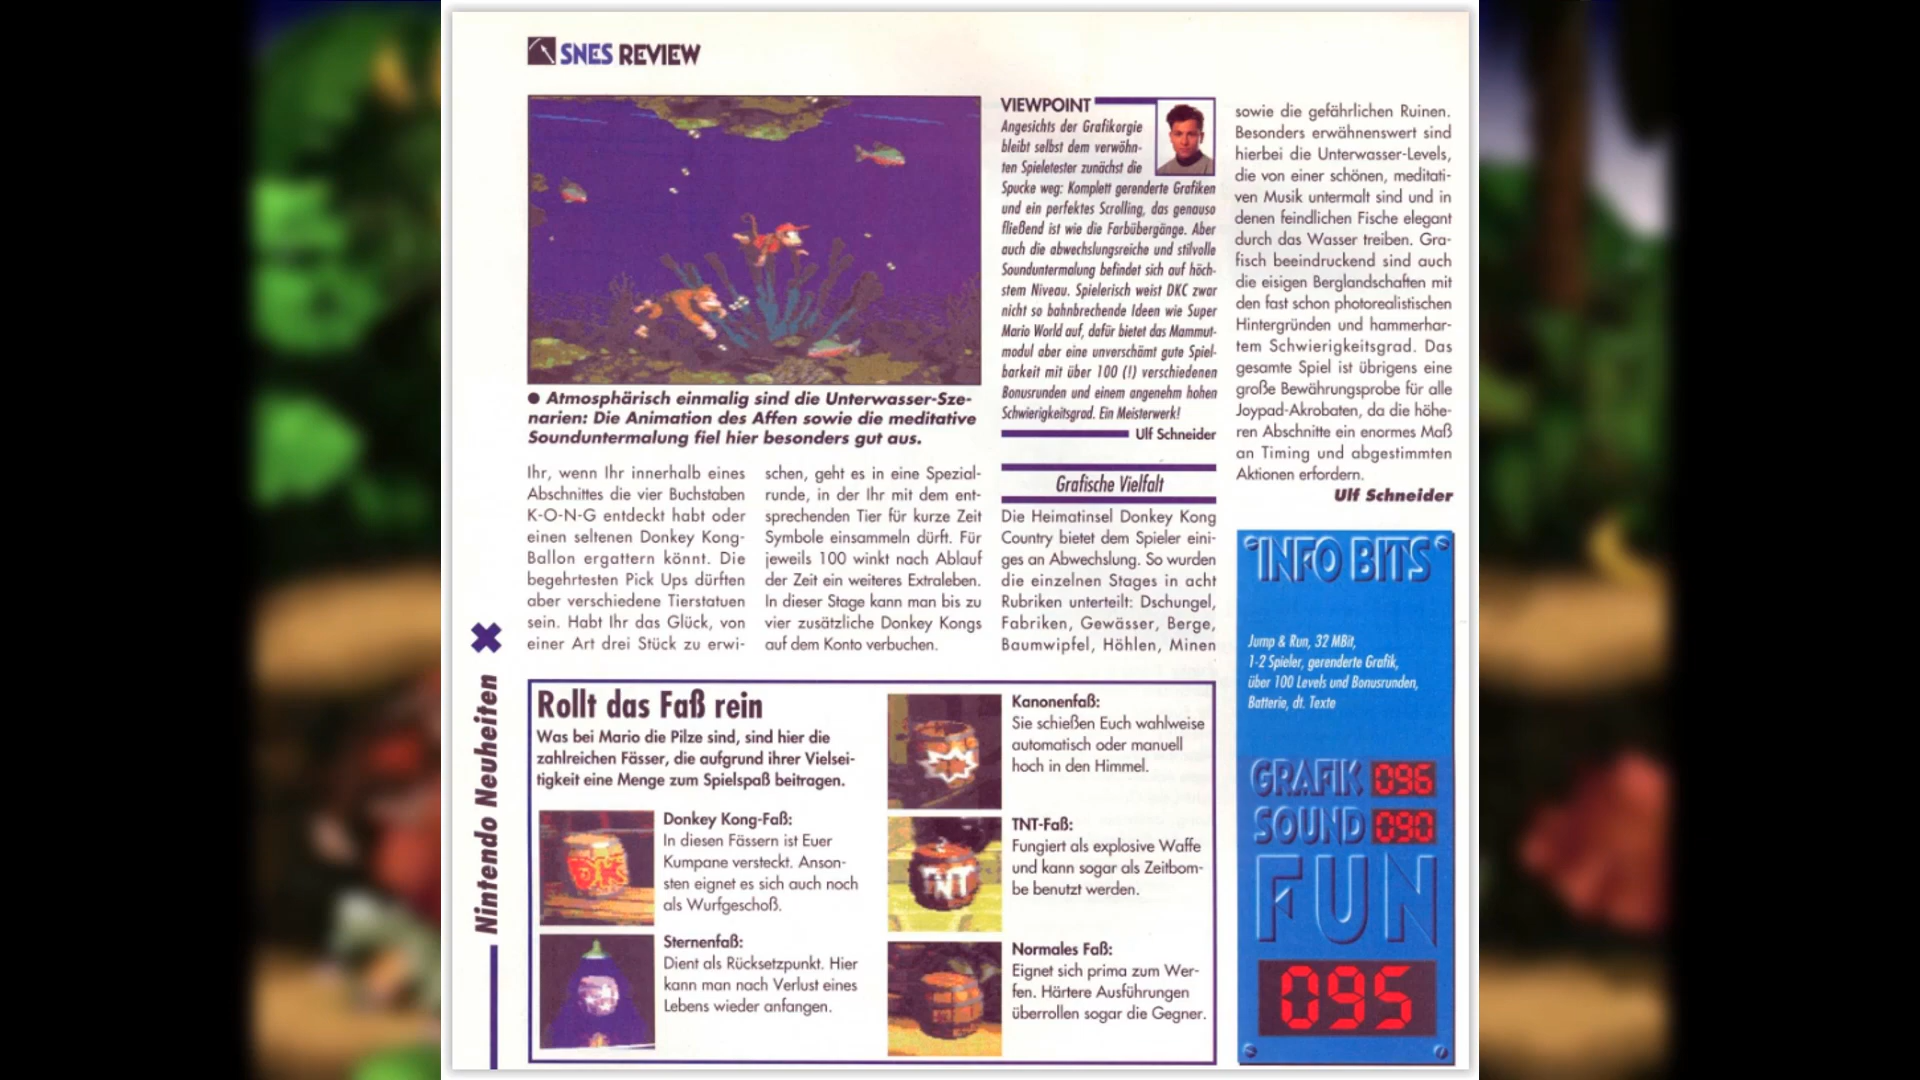 SNES REVIEW
● Atmosphärisch einmalig sind die Unterwasser-Sze-
narien: Die Animation des Affen sowie die meditative
Sounduntermalung fiel hier besonders gut aus.
Ihr, wenn Ihr innerhalb eines
Abschnittes die vier Buchstaben
K-O-N-G entdeckt habt oder
einen seltenen Donkey Kong-
Ballon ergattern könnt. Die
begehrtesten Pick Ups dürften
aber verschiedene Tierstatuen
sein. Habt Ihr das Glück, von
einer Art drei Stück zu erwi-
schen, geht es in eine Spezial-
runde, in der Ihr mit dem ent-
sprechenden Tier für kurze Zeit
Symbole einsammeln dürft. Für
jeweils 100 winkt nach Ablauf
der Zeit ein weiteres Extraleben.
In dieser Stage kann man bis zu
vier zusätzliche Donkey Kongs
auf dem Konto verbuchen.
VIEWPOINT
Angesichts der Grafikorgie
bleibt selbst dem verwöhn-
ten Spieletester zunächst die
Spucke weg: Komplett gerenderte Grafiken
und ein perfektes Scrolling, das genauso
fließend ist wie die Farbübergänge. Aber
auch die abwechslungsreiche und stilvolle
Sounduntermalung befindet sich auf höch-
stem Niveau. Spielerisch weist DKC zwar
nicht so bahnbrechende Ideen wie Super
Mario World auf, dafür bietet das Mammut-
modul aber eine unverschämt gute Spiel-
barkeit mit über 100 (!) verschiedenen
Bonusrunden und einem angenehm hohen
Schwierigkeitsgrad. Ein Meisterwerk!
Ulf Schneider
Grafische Vielfalt
Die Heimatinsel Donkey Kong
Country bietet dem Spieler eini-
ges an Abwechslung. So wurden
die einzelnen Stages in acht
Rubriken unterteilt: Dschungel,
Fabriken, Gewässer, Berge,
Baumwipfel, Höhlen, Minen
sowie die gefährlichen Ruinen.
Besonders erwähnenswert sind
hierbei die Unterwasser-Levels,
die von einer schönen, meditati-
ven Musik untermalt sind und in
denen feindlichen Fische elegant
durch das Wasser treiben. Gra-
fisch beeindruckend sind auch
die eisigen Berglandschaften mit
den fast schon photorealistischen
Hintergründen und hammerhar-
tem Schwierigkeitsgrad. Das
gesamte Spiel ist übrigens eine
große Bewährungsprobe für alle
Joypad-Akrobaten, da die höhe-
ren Abschnitte ein enormes Maß
an Timing und abgestimmten
Aktionen erfordern.
Ulf Schneider
Nintendo Neuheiten
Rollt das Faß rein
Was bei Mario die Pilze sind, sind hier die
zahlreichen Fässer, die aufgrund ihrer Vielsei-
tigkeit eine Menge zum Spielspaß beitragen.
DK
Donkey Kong-Faß:
In diesen Fässern ist Euer
Kumpane versteckt. Anson-
sten eignet es sich auch noch
als Wurfgeschoß.
Sternenfaß:
Dient als Rücksetzpunkt. Hier
kann man nach Verlust eines
Lebens wieder anfangen.
Kanonenfaß:
Sie schießen Euch wahlweise
automatisch oder manuell
hoch in den Himmel.
TNT
TNT-Faß:
Fungiert als explosive Waffe
und kann sogar als Zeitbom-
be benutzt werden.
Normales Faß:
Eignet sich prima zum Wer-
fen. Härtere Ausführungen
überrollen sogar die Gegner.
INFO BITS
Jump & Run, 32 MBit,
1-2 Spieler, gerenderte Grafik,
über 100 Levels und Bonusrunden,
Batterie, dt. Texte
GRAFIK 096
SOUND 090
FUN
095